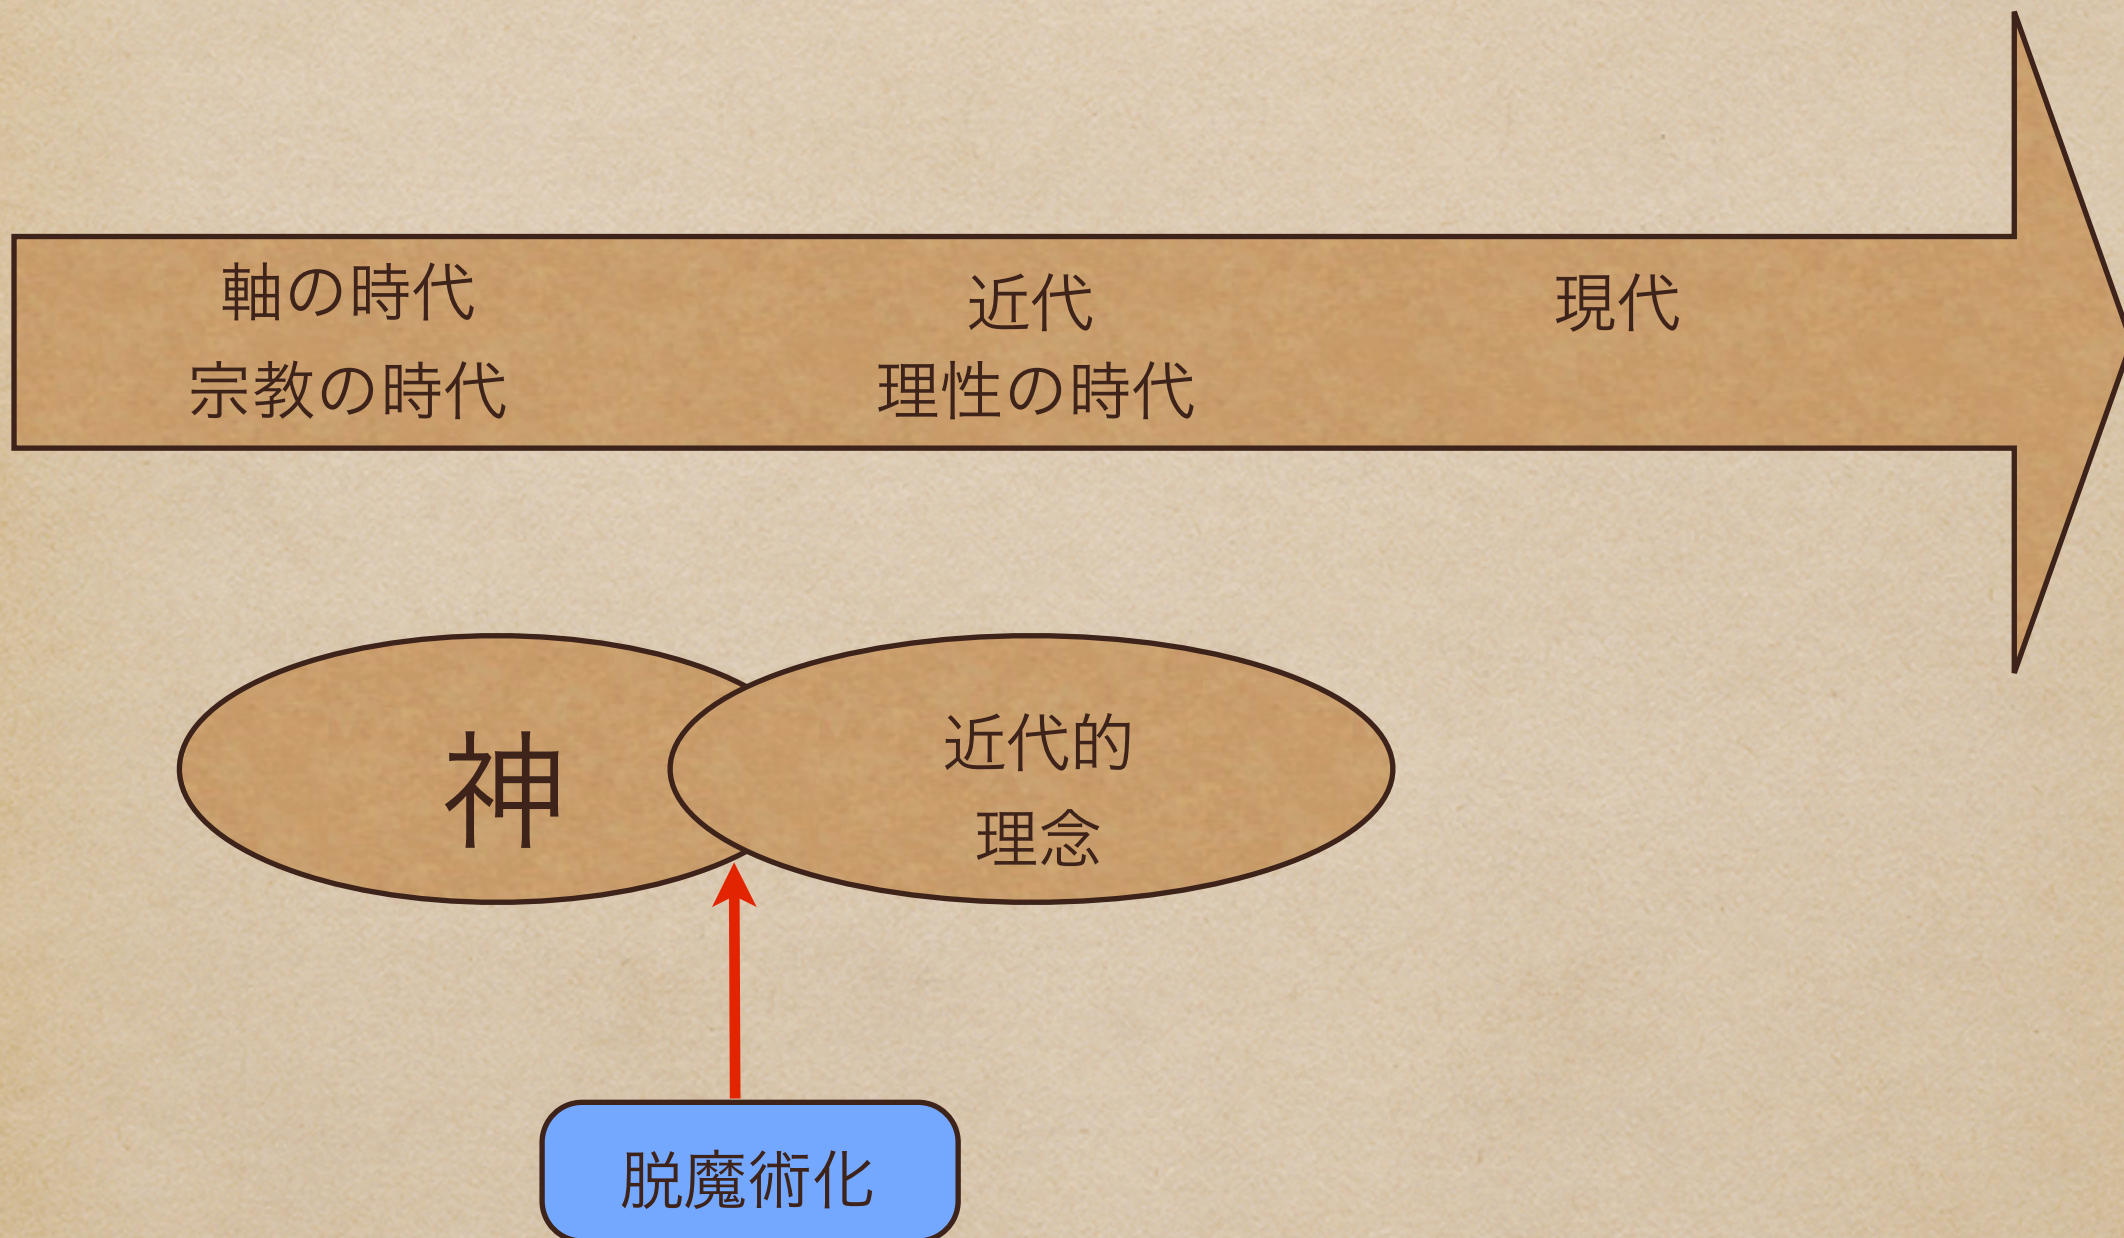 軸の時代
宗教の時代
近代
理性の時代
現代
神
近代的
理念
脱魔術化